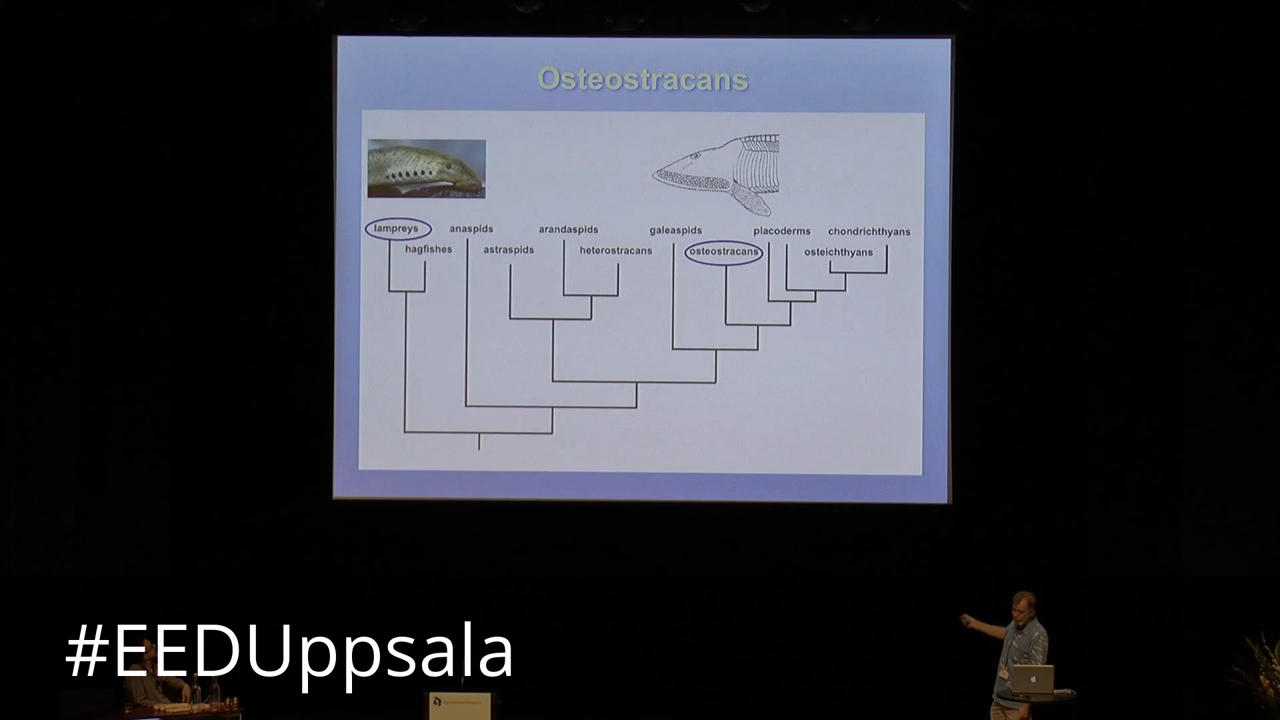 Osteostracans
lampreys anaspids arandaspids galeaspids placoderms chondrichthyans
hagfishes astraspids heterostracans osteostracans osteichthyans
#EEDUppsala